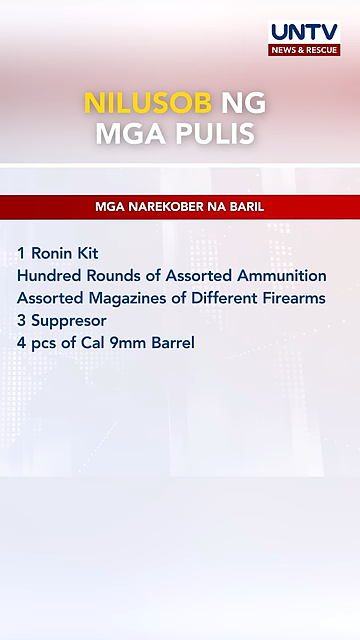 UNTV
NEWS & RESCUE
NILUSOB NG
MGA PULIS
MGA NAREKOBER NA BARIL
1 Ronin Kit
Hundred Rounds of Assorted Ammunition
Assorted Magazines of Different Firearms
3 Suppresor
4 pcs of Cal 9mm Barrel